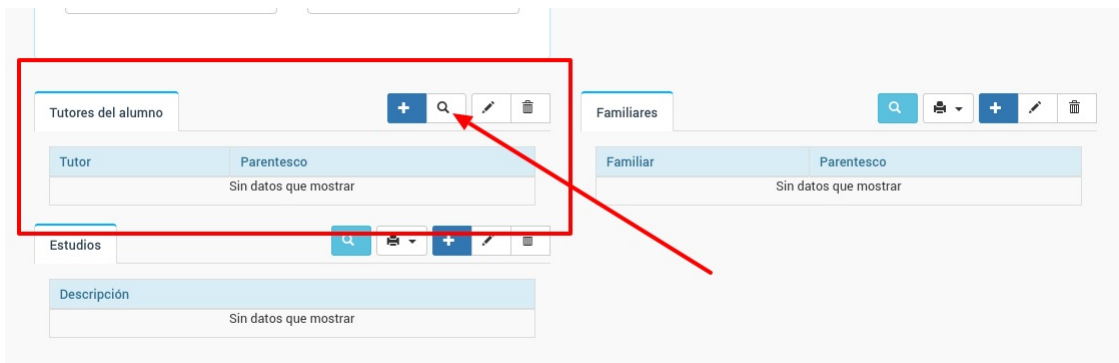 Tutores del alumno
Tutor Parentesco
Sin datos que mostrar
Familiares
Familiar Parentesco
Sin datos que mostrar
Estudios
Descripción
Sin datos que mostrar